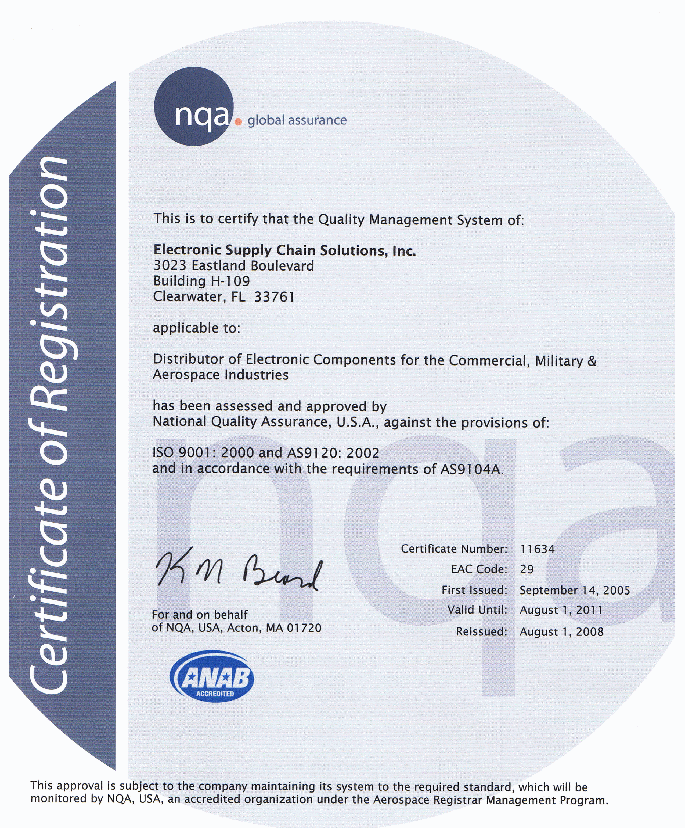 Certificate of Registration
nqa. global assurance
This is to certify that the Quality Management System of:
Electronic Supply Chain Solutions, Inc.
3023 Eastland Boulevard
Building H-109
Clearwater, FL 33761
applicable to:
Distributor of Electronic Components for the Commercial, Military &
Aerospace Industries
has been assessed and approved by
National Quality Assurance, U.S.A., against the provisions of:
ISO 9001: 2000 and AS9120: 2002
and in accordance with the requirements of AS9104A.
nqa
Certificate Number: 11634
EAC Code: 29
First Issued: September 14, 2005
Valid Until: August 1, 2011
Reissued: August 1, 2008
K M Beard
For and on behalf
of NQA, USA, Acton, MA 01720
ANAB
ACCREDITED
This approval is subject to the company maintaining its system to the required standard, which will be
monitored by NQA, USA, an accredited organization under the Aerospace Registrar Management Program.